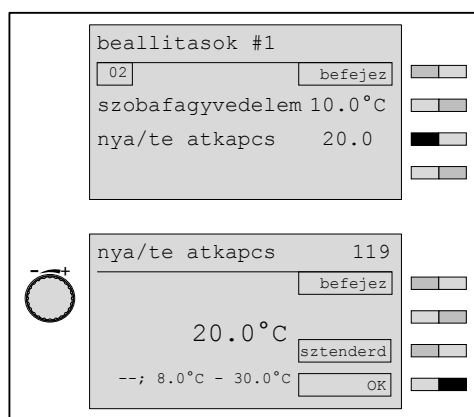 beallitasok #1
02 befejez
szobafagyvedelem 10.0°C
nya/te atkapcs 20.0
nya/te atkapcs 119
befejez
- +
20.0°C
sztenderd
--; 8.0°C - 30.0°C OK